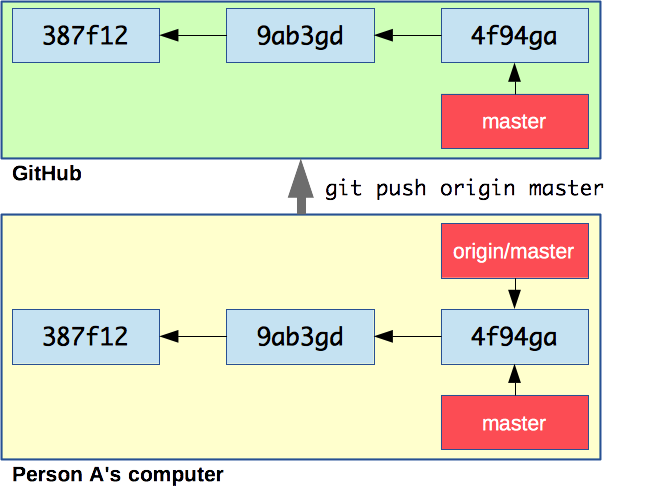 387f12 9ab3gd 4f94ga
master
GitHub
git push origin master
origin/master
387f12 9ab3gd 4f94ga
master
Person A's computer